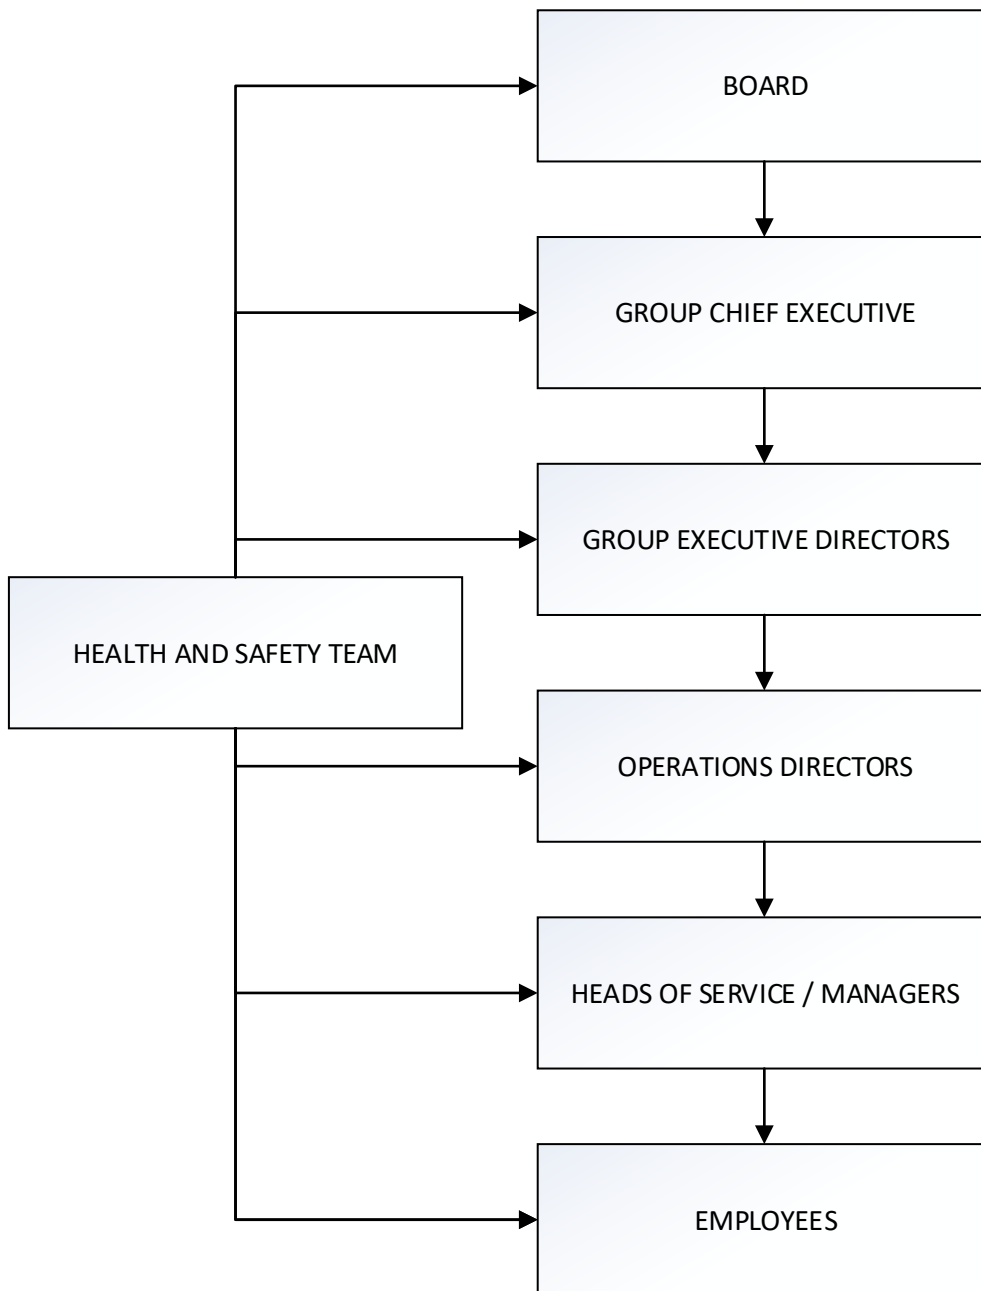 BOARD
GROUP CHIEF EXECUTIVE
GROUP EXECUTIVE DIRECTORS
HEALTH AND SAFETY TEAM
OPERATIONS DIRECTORS
HEADS OF SERVICE / MANAGERS
EMPLOYEES